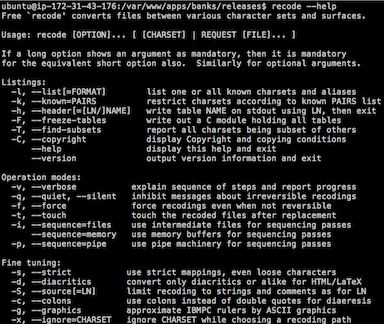 ubuntu@ip-172-31-43-176:/var/www/apps/banks/releases$ recode --help
Free `recode' converts files between various character sets and surfaces.
Usage: recode [OPTION]... [ [CHARSET] | REQUEST [FILE]... ]
If a long option shows an argument as mandatory, then it is mandatory
for the equivalent short option also.  Similarly for optional arguments.
Listings:
-l, --list[=FORMAT]        list one or all known charsets and aliases
-k, --known=PAIRS          restrict charsets according to known PAIRS list
-h, --header[=[LN/]NAME]   write table NAME on stdout using LN, then exit
-F, --freeze-tables        write out a C module holding all tables
-T, --find-subsets         report all charsets being subset of others
-C, --copyright            display Copyright and copying conditions
--help                 display this help and exit
--version              output version information and exit
Operation modes:
-v, --verbose           explain sequence of steps and report progress
-q, --quiet, --silent   inhibit messages about irreversible recodings
-f, --force             force recodings even when not reversible
-t, --touch             touch the recoded files after replacement
-i, --sequence=files    use intermediate files for sequencing passes
--sequence=memory   use memory buffers for sequencing passes
-p, --sequence=pipe     use pipe machinery for sequencing passes
Fine tuning:
-s, --strict           use strict mappings, even loose characters
-d, --diacritics       convert only diacritics or alike for HTML/LaTeX
-S, --source[=LN]      limit recoding to strings and comments as for LN
-c, --colons           use colons instead of double quotes for diaeresis
-g, --graphics         approximate IBMPC rulers by ASCII graphics
-x, --ignore=CHARSET   ignore CHARSET while choosing a recoding path